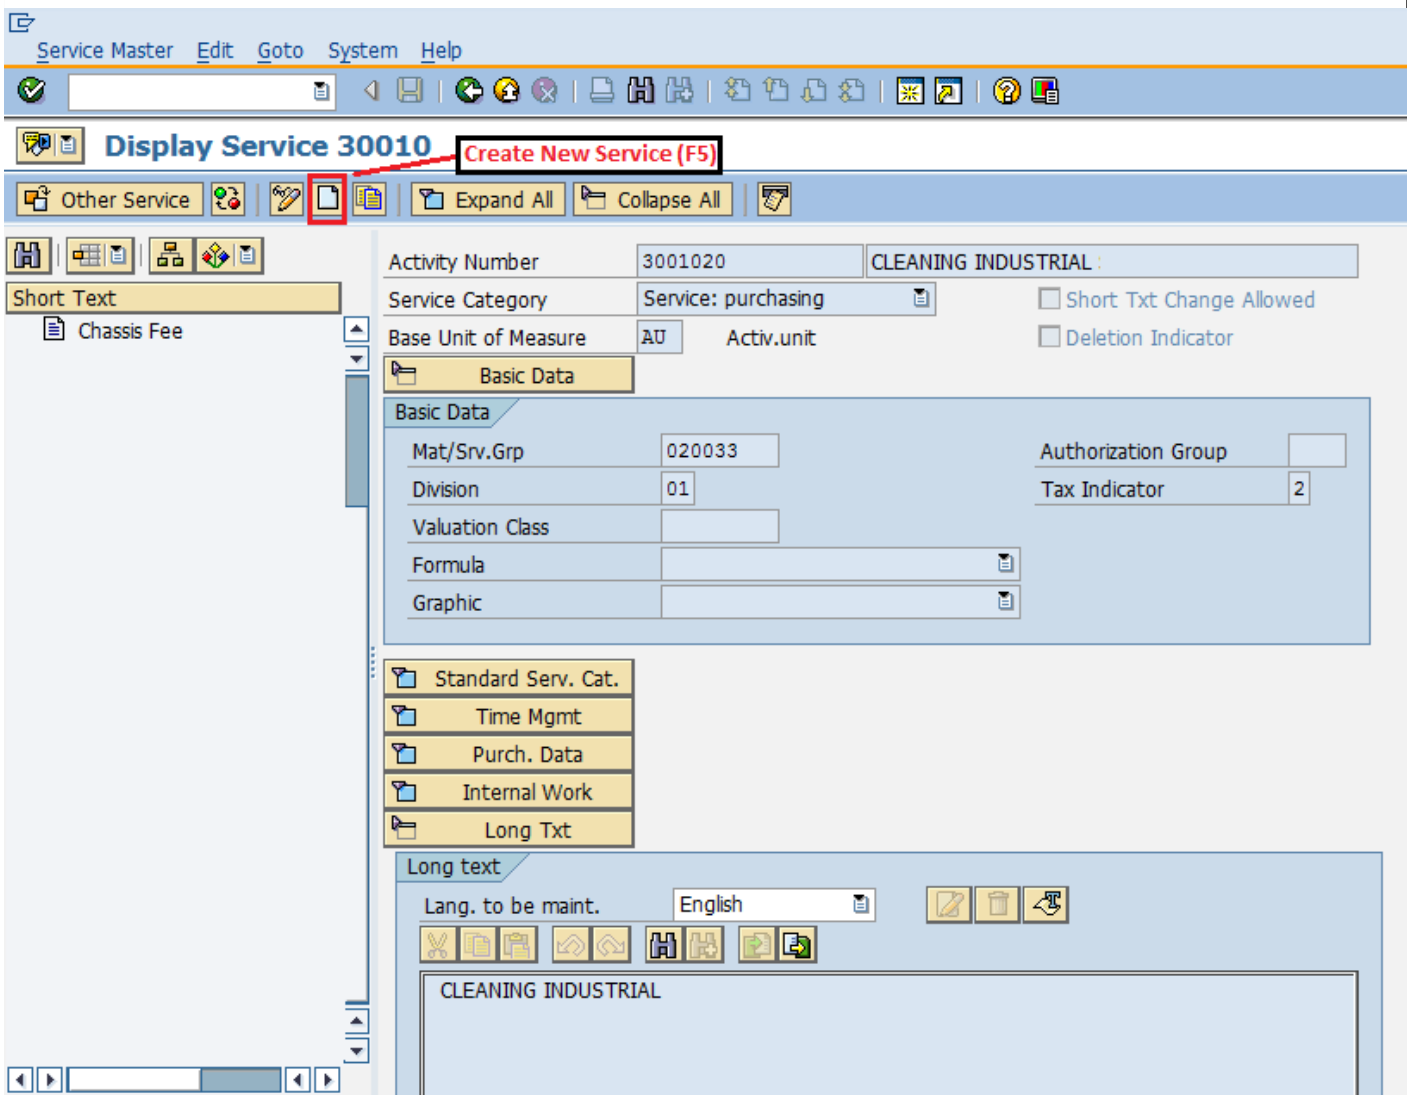 Service Master Edit Goto System Help
Display Service 30010
Create New Service (F5)
Other Service Expand All Collapse All
Activity Number 3001020 CLEANING INDUSTRIAL
Short Text
Service Category Service: purchasing Short Txt Change Allowed
Chassis Fee
Base Unit of Measure AU Activ.unit Deletion Indicator
Basic Data
Basic Data
Mat/Srv.Grp 020033 Authorization Group
Division 01 Tax Indicator 2
Valuation Class
Formula
Graphic
Standard Serv. Cat.
Time Mgmt
Purch. Data
Internal Work
Long Txt
Long text
Lang. to be maint. English
CLEANING INDUSTRIAL